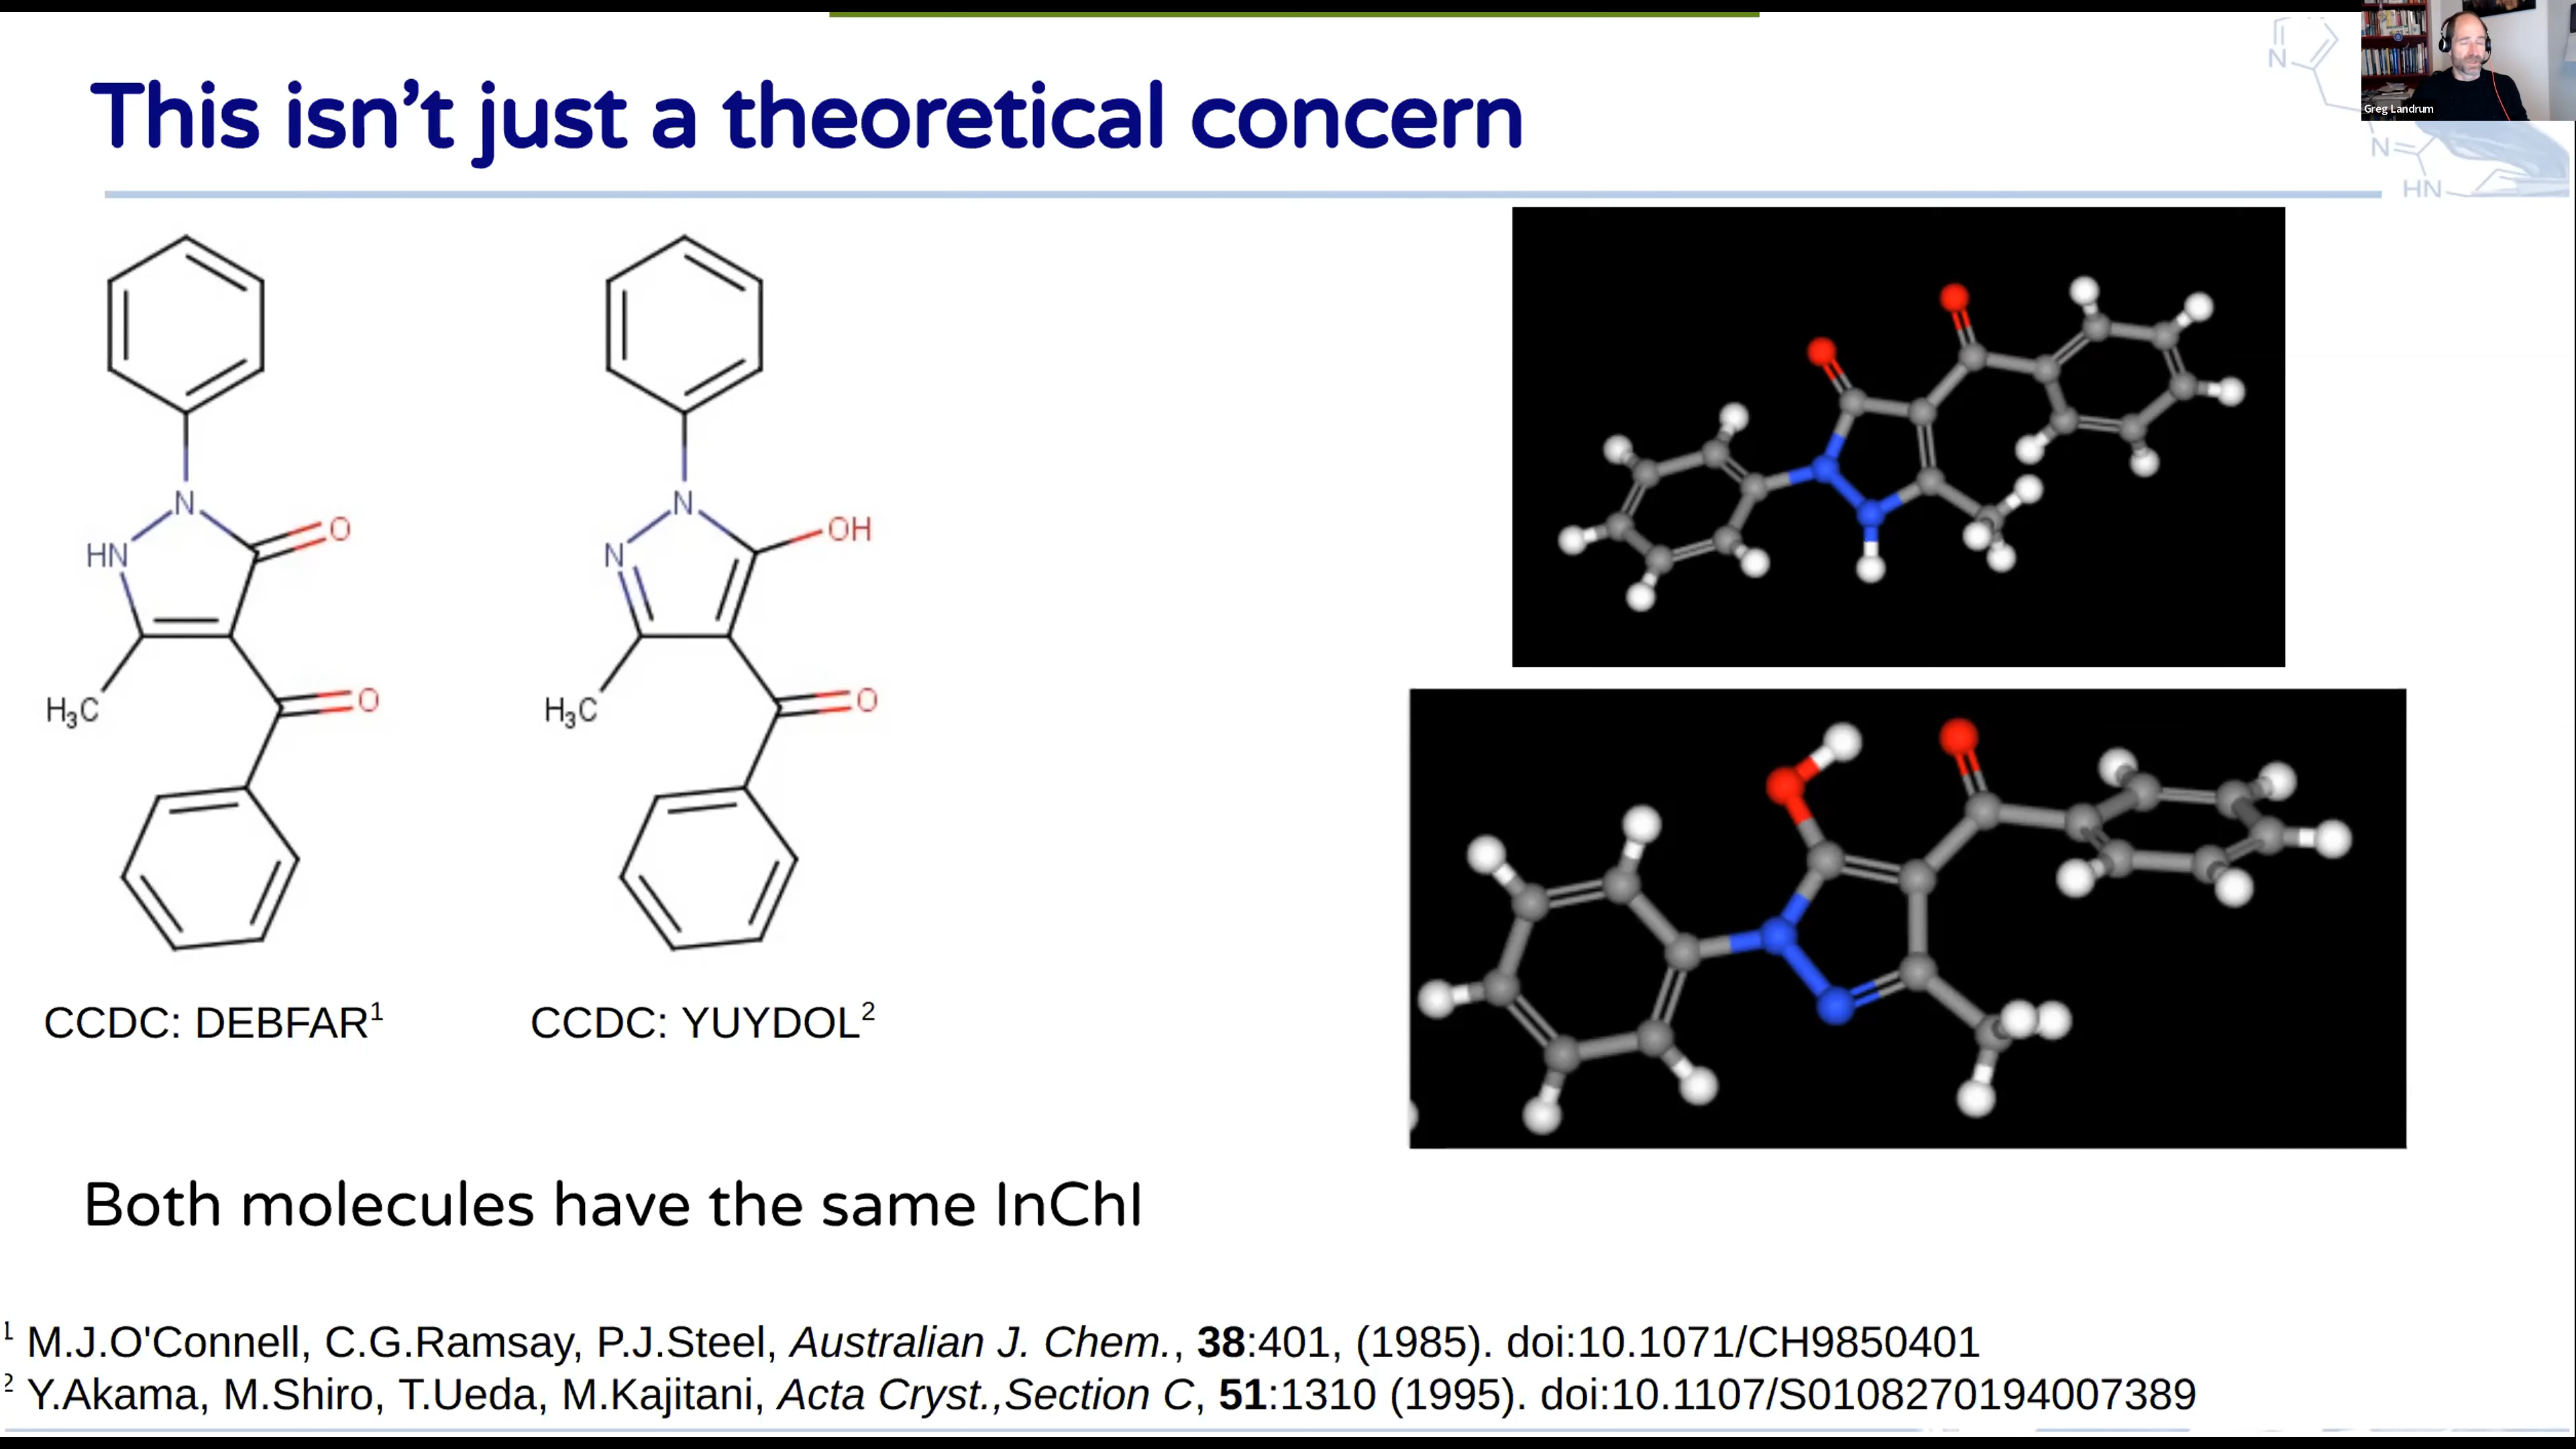 This isn’t just a theoretical concern
N
N
HN
Greg Landrum
N
HN
O
H₃C
O
N
N
OH
H₃C
O
CCDC: DEBFAR¹
CCDC: YUYDOL²
Both molecules have the same InChI
¹ M.J.O'Connell, C.G.Ramsay, P.J.Steel, Australian J. Chem., 38:401, (1985). doi:10.1071/CH9850401
² Y.Akama, M.Shiro, T.Ueda, M.Kajitani, Acta Cryst.,Section C, 51:1310 (1995). doi:10.1107/S0108270194007389